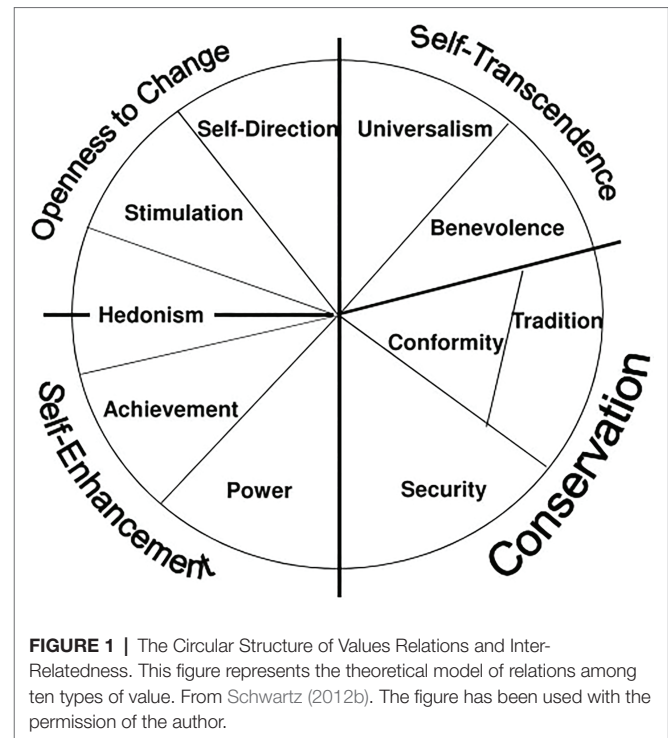 Openness to Change
Self-Transcendence
Self-Direction
Universalism
Stimulation
Benevolence
Hedonism
Conformity
Tradition
Achievement
Power
Security
Self-Enhancement
Conservation
FIGURE 1 | The Circular Structure of Values Relations and Inter-
Relatedness. This figure represents the theoretical model of relations among
ten types of value. From Schwartz (2012b). The figure has been used with the
permission of the author.